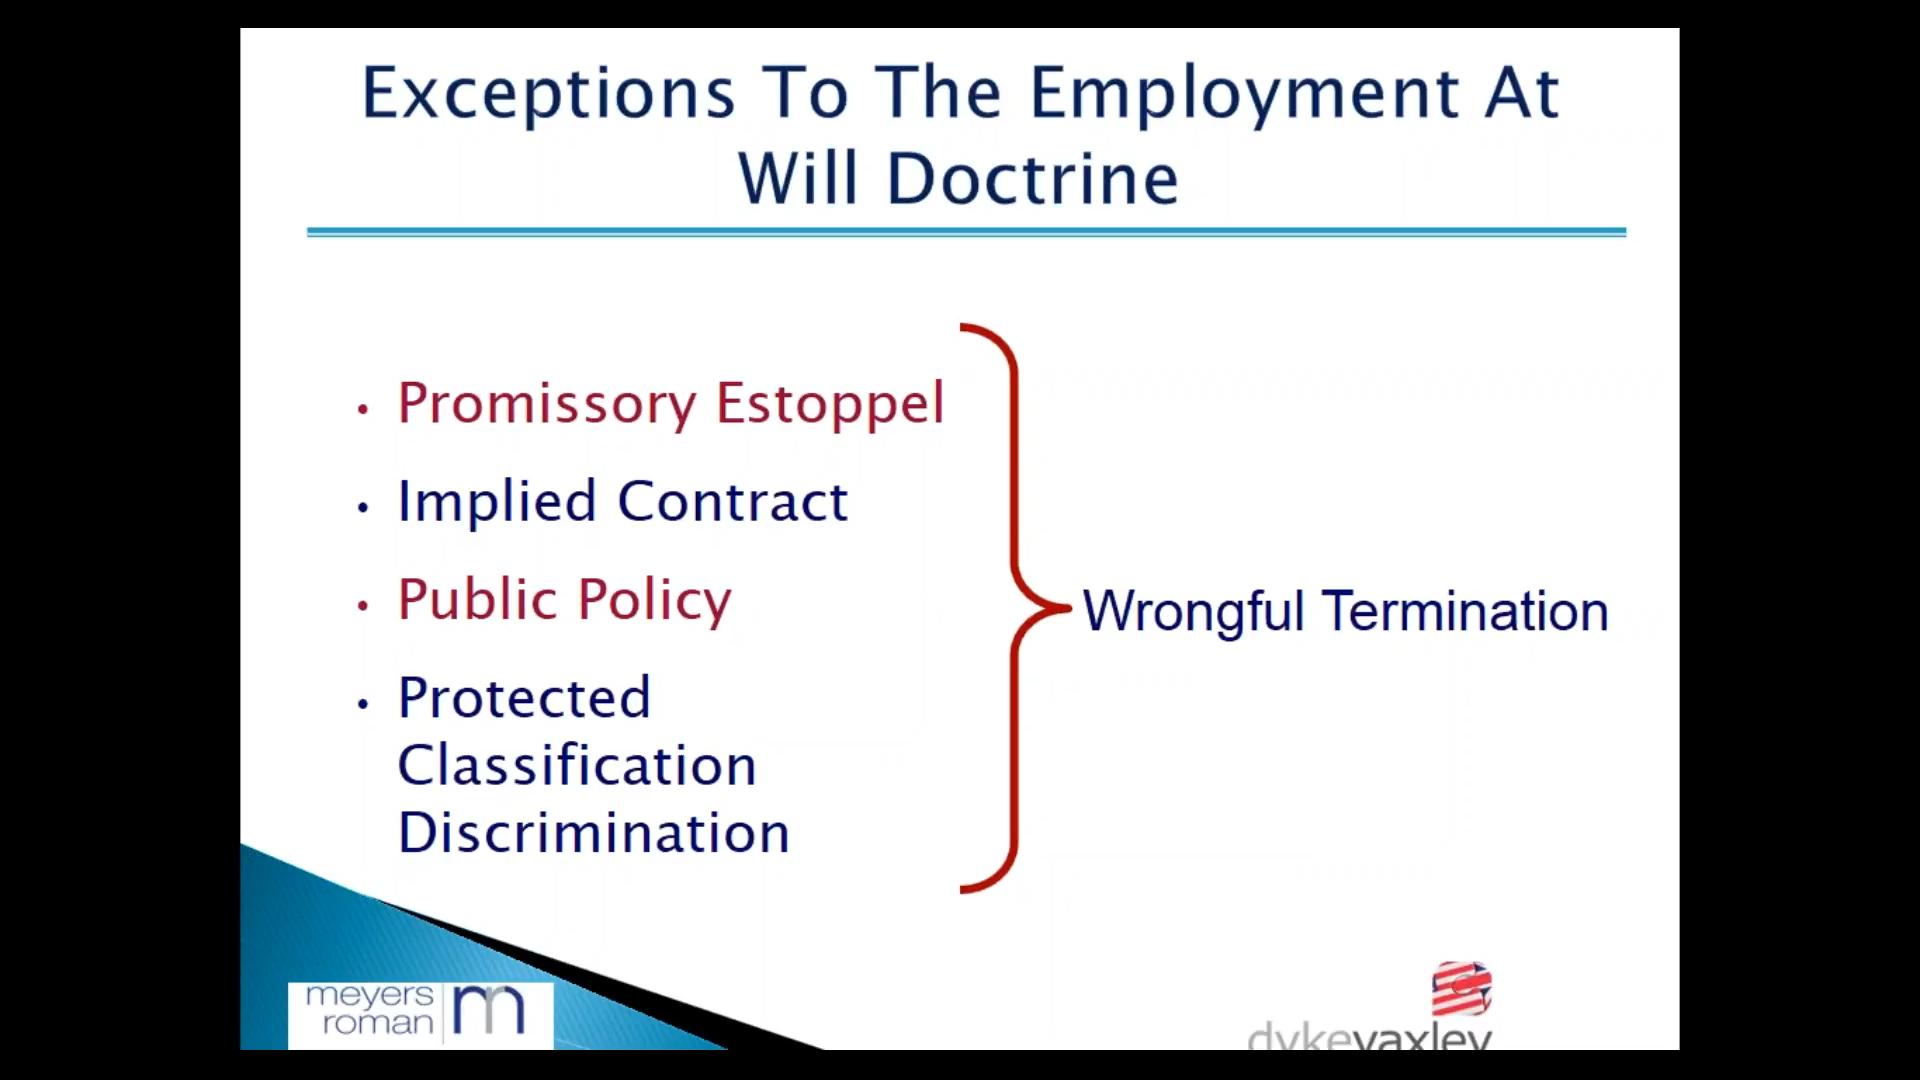 Exceptions To The Employment At
Will Doctrine
• Promissory Estoppel
• Implied Contract
• Public Policy
• Protected
Classification
Discrimination
Wrongful Termination
meyers
roman
m
dykeyaxley